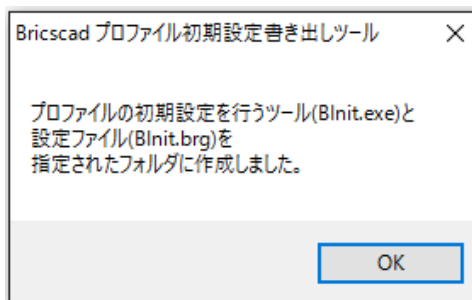 Bricscad プロファイル初期設定書き出しツール
プロファイルの初期設定を行うツール(BInit.exe)と
設定ファイル(BInit.brg)を
指定されたフォルダに作成しました。
OK